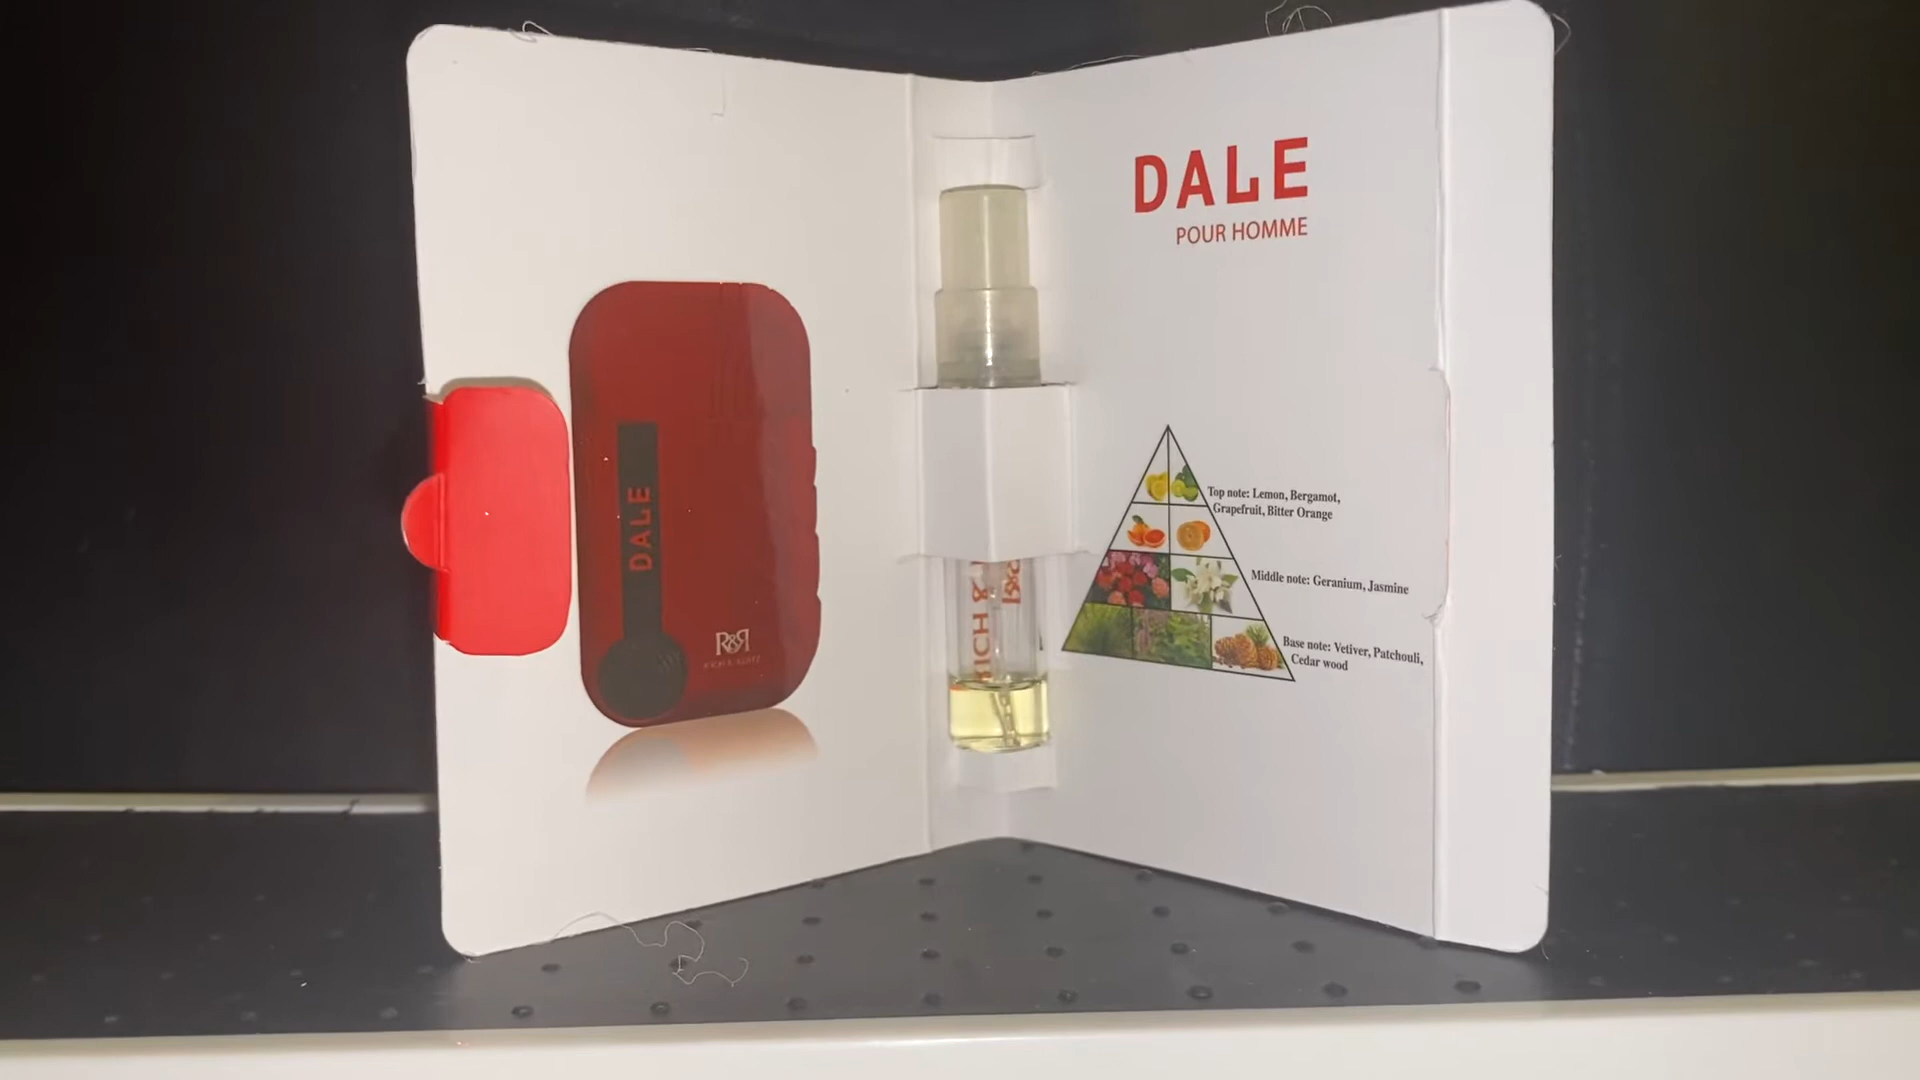 DALE
R&R
DALE
POUR HOMME
Top note: Lemon, Bergamot,
Grapefruit, Bitter Orange
Middle note: Geranium, Jasmine
Base note: Vetiver, Patchouli,
Cedar wood
RICH &